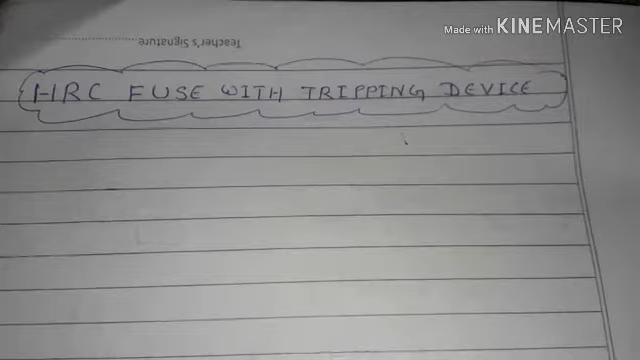 Made with KINEMASTER
Teacher's Signature
HRC FUSE WITH TRIPPING DEVICE